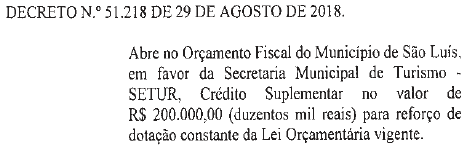 DECRETO N.º 51.218 DE 29 DE AGOSTO DE 2018.
Abre no Orçamento Fiscal do Município de São Luís,
em favor da Secretaria Municipal de Turismo -
SETUR, Crédito Suplementar no valor de
R$ 200.000,00 (duzentos mil reais) para reforço de
dotação constante da Lei Orçamentária vigente.